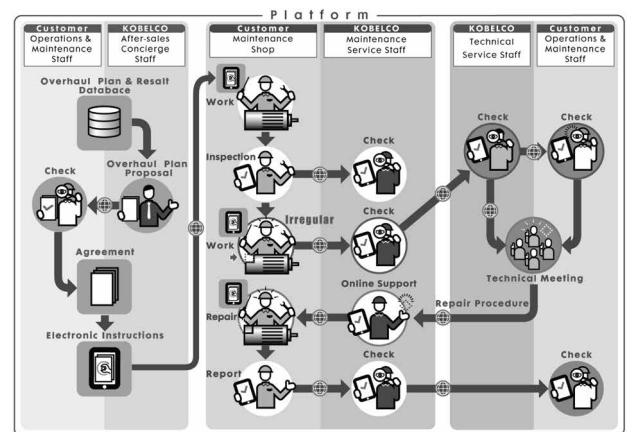 Platform
Customer
Operations &
Maintenance
Staff
KOBELCO
After-sales
Concierge
Staff
Customer
Maintenance
Shop
KOBELCO
Maintenance
Service Staff
KOBELCO
Technical
Service Staff
Customer
Operations &
Maintenance
Staff
Overhaul Plan & Resalt
Database
Overhaul Plan
Proposal
Check
Agreement
Electronic Instructions
Work
Inspection
Check
Irregular
Work
Check
Online Support
Repair
Report
Check
Check
Check
Technical Meeting
Repair Procedure
Check